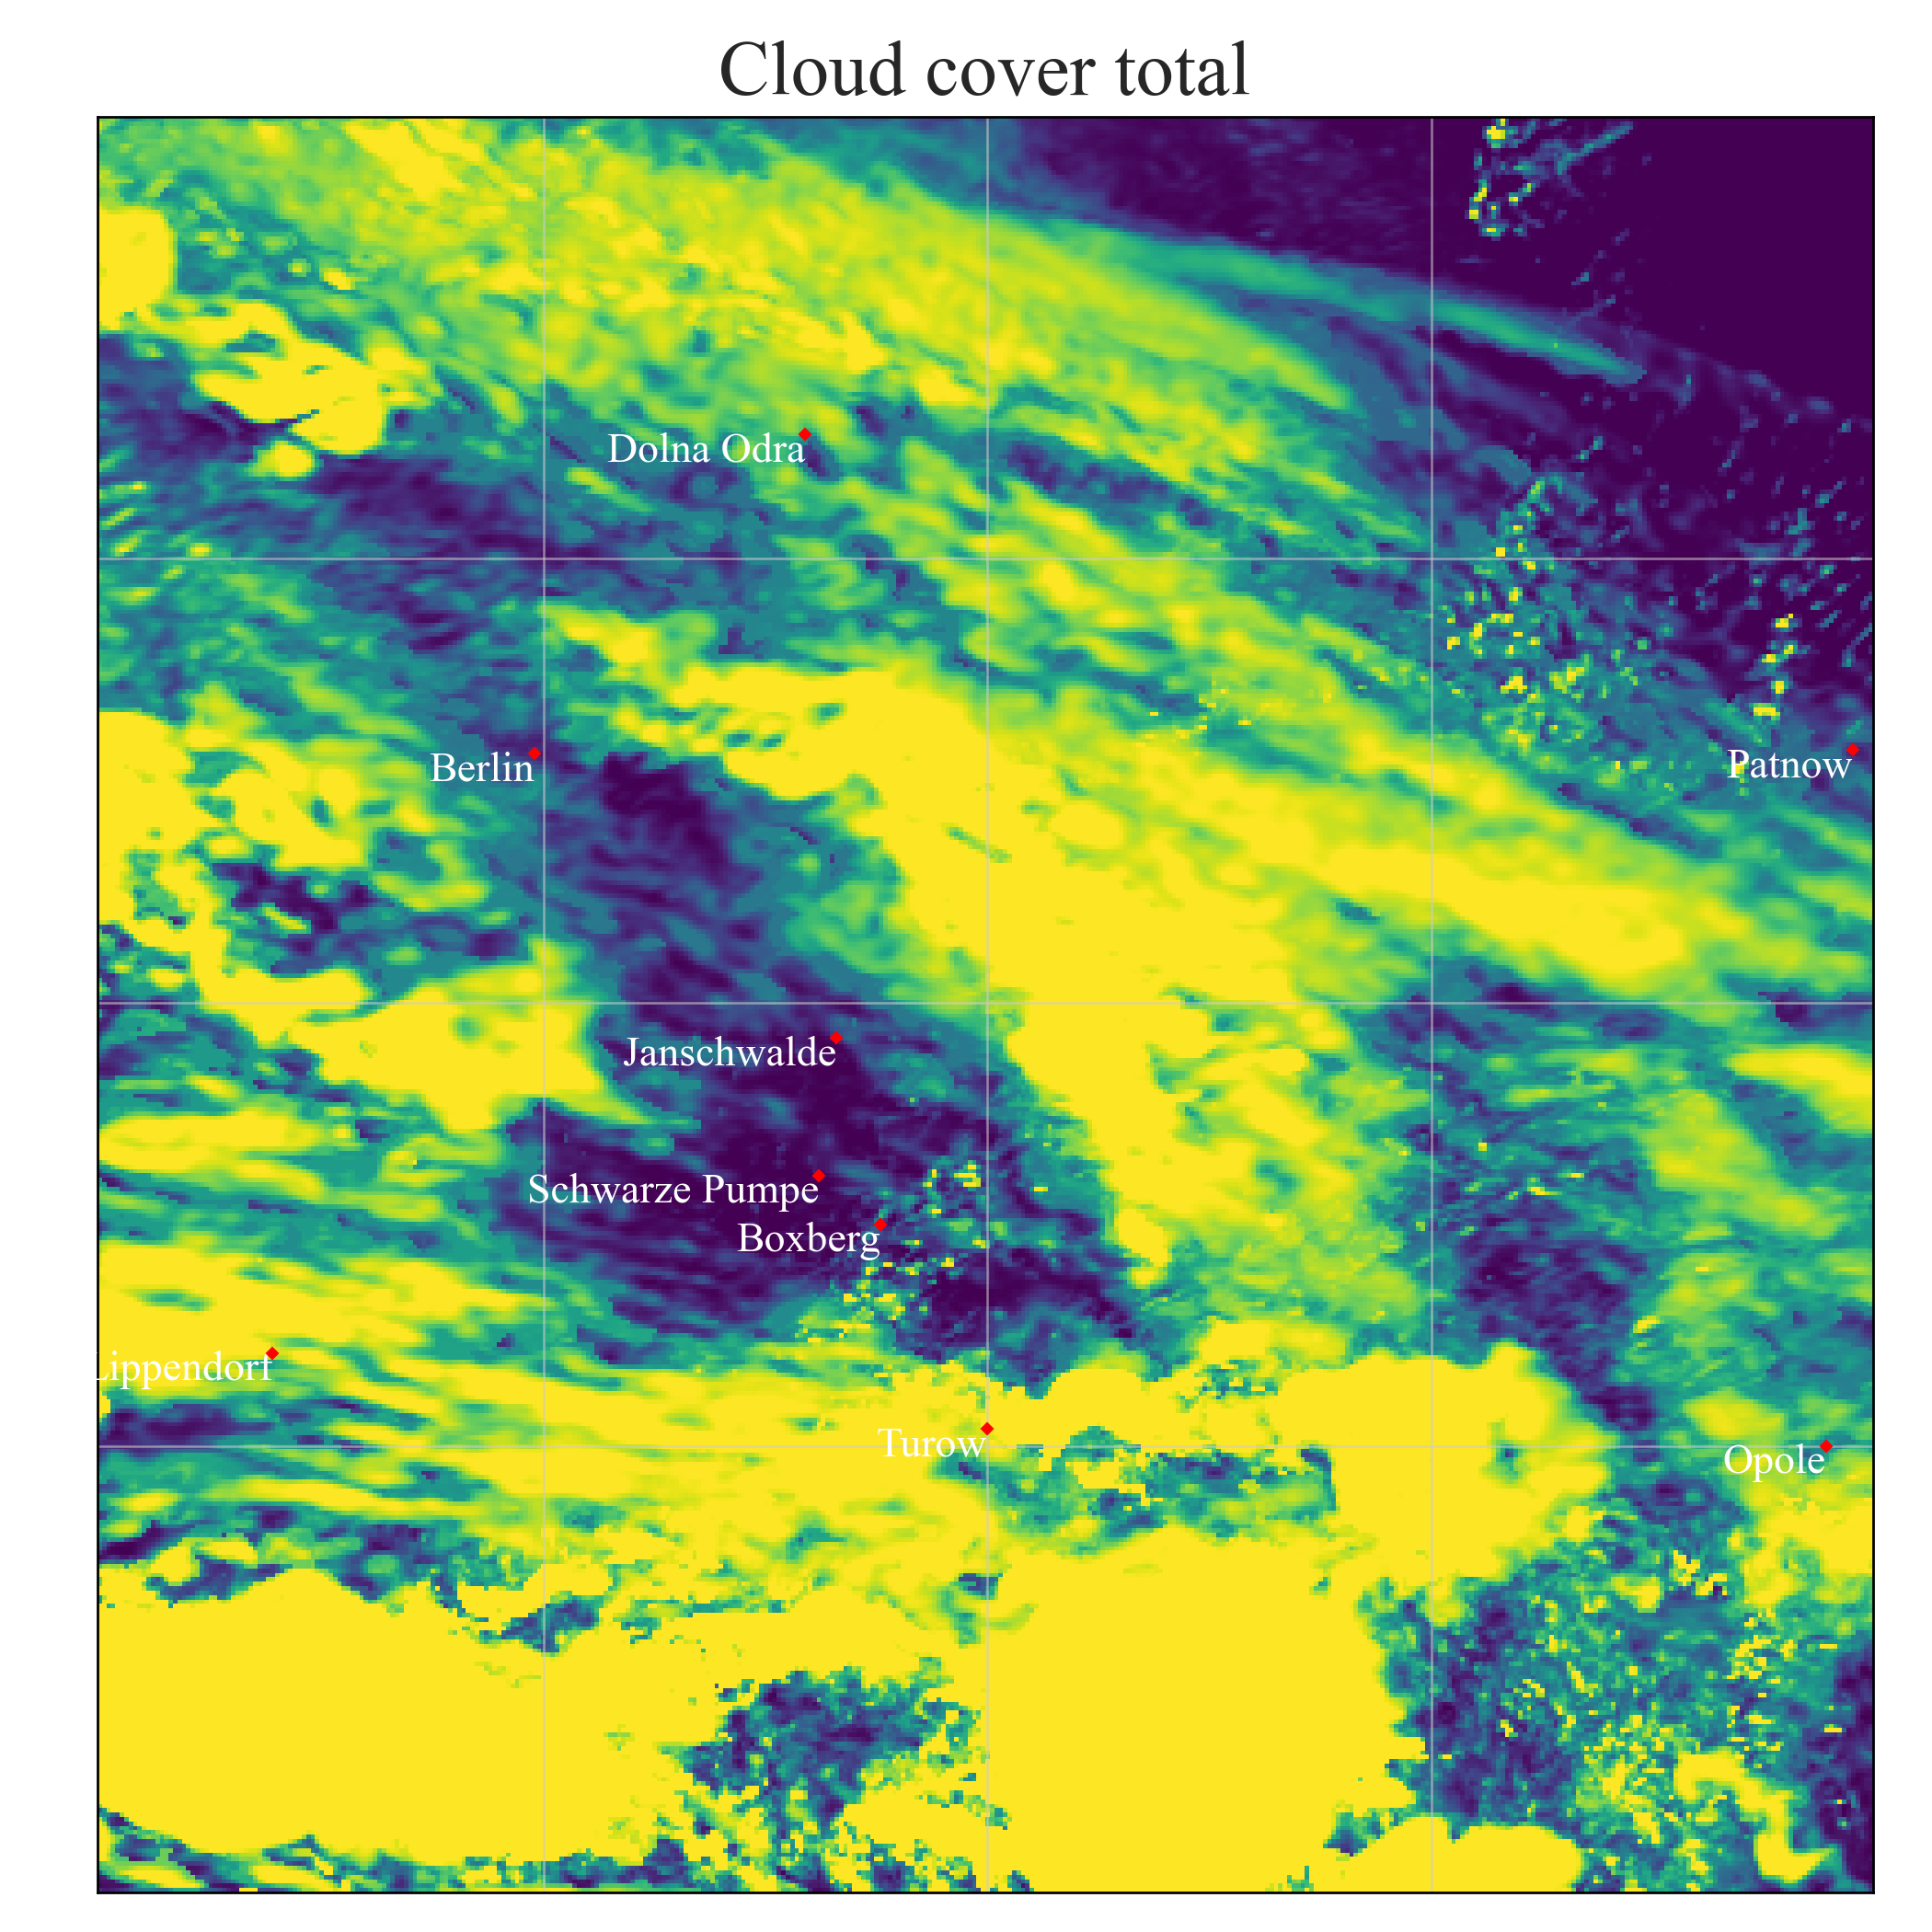 Cloud cover total
Dolna Odra
Berlin
Patnow
Janschwalde
Schwarze Pumpe
Boxberg
Lippendorf
Turow
Opole